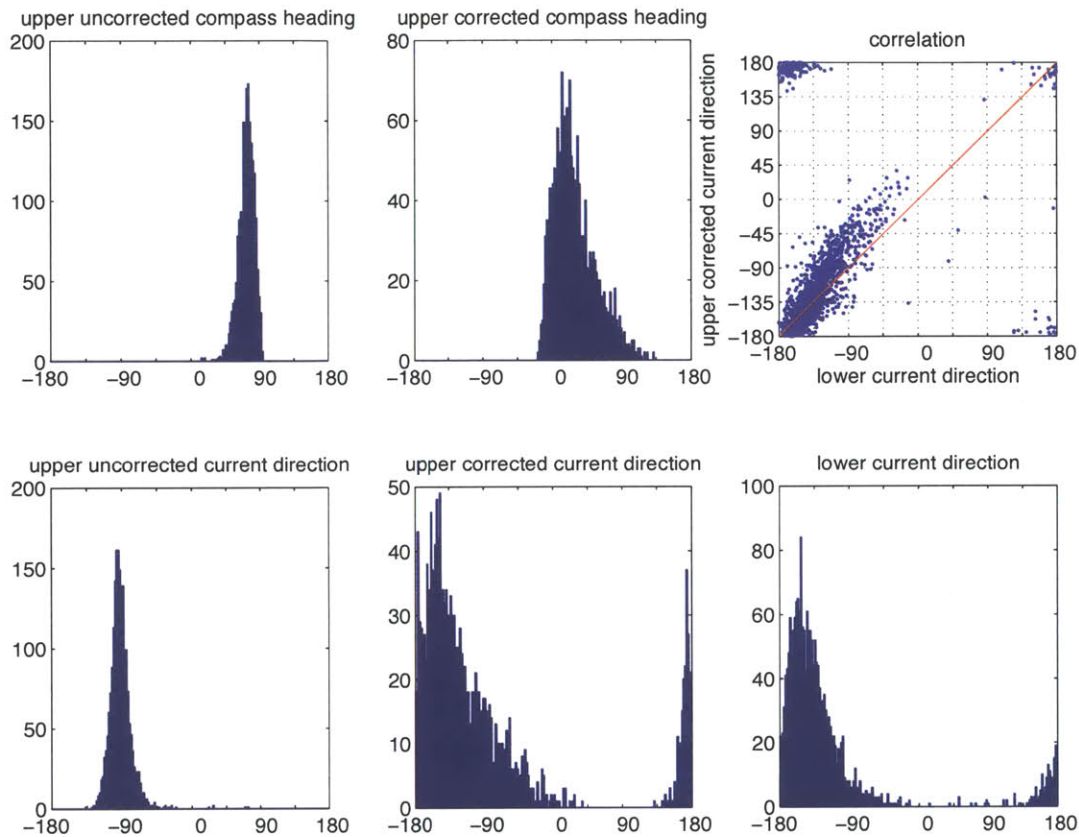 upper uncorrected compass heading
200
150
100
50
0
−180 −90 0 90 180
upper corrected compass heading
80
60
40
20
0
−180 −90 0 90 180
correlation
upper corrected current direction
180
135
90
45
0
−45
−90
−135
−180
−180 −90 0 90 180
lower current direction
upper uncorrected current direction
200
150
100
50
0
−180 −90 0 90 180
upper corrected current direction
50
40
30
20
10
0
−180 −90 0 90 180
lower current direction
100
80
60
40
20
0
−180 −90 0 90 180